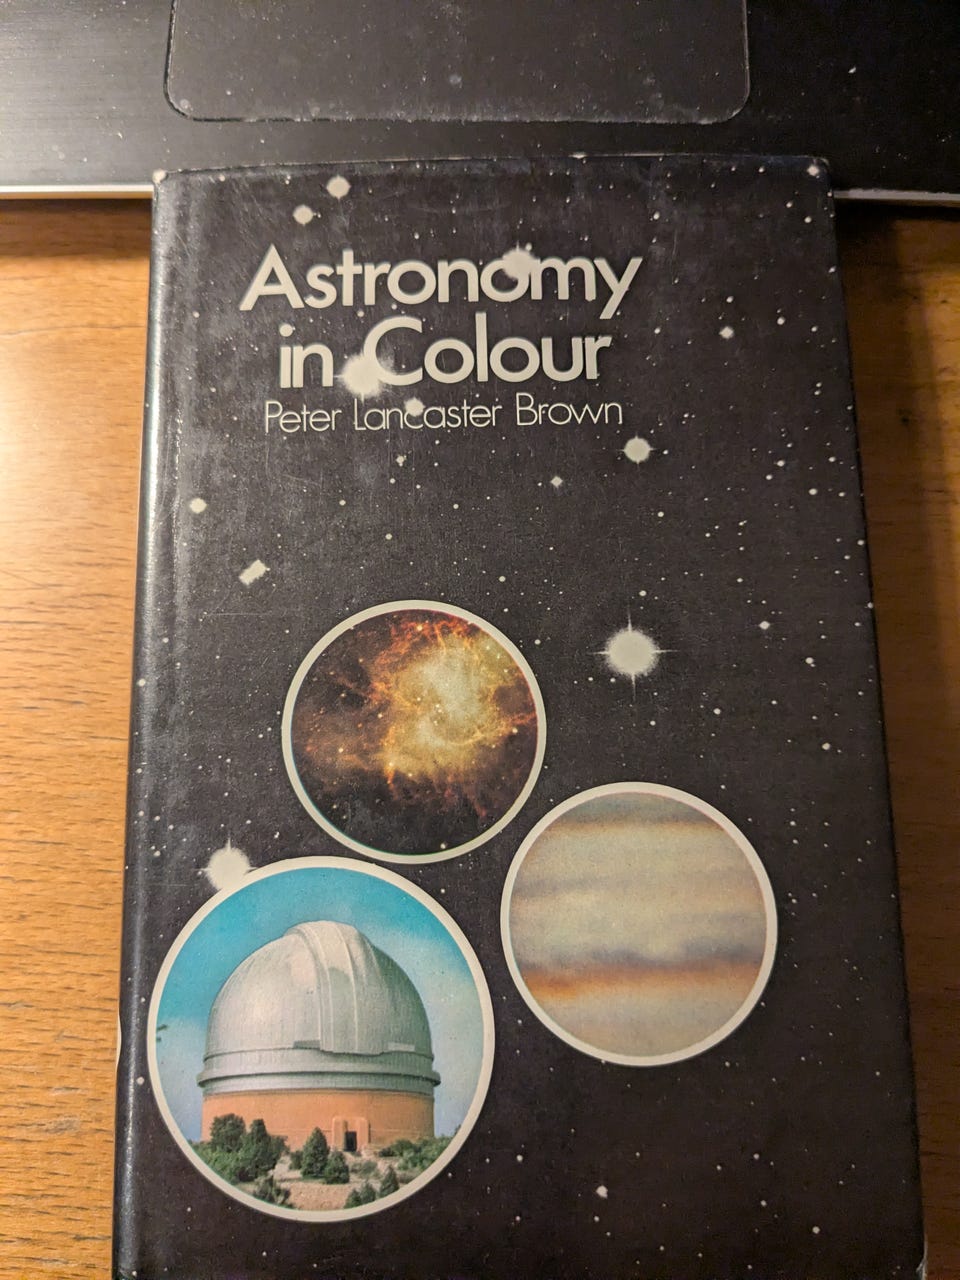 Astronomy
in Colour
Peter Lancaster Brown